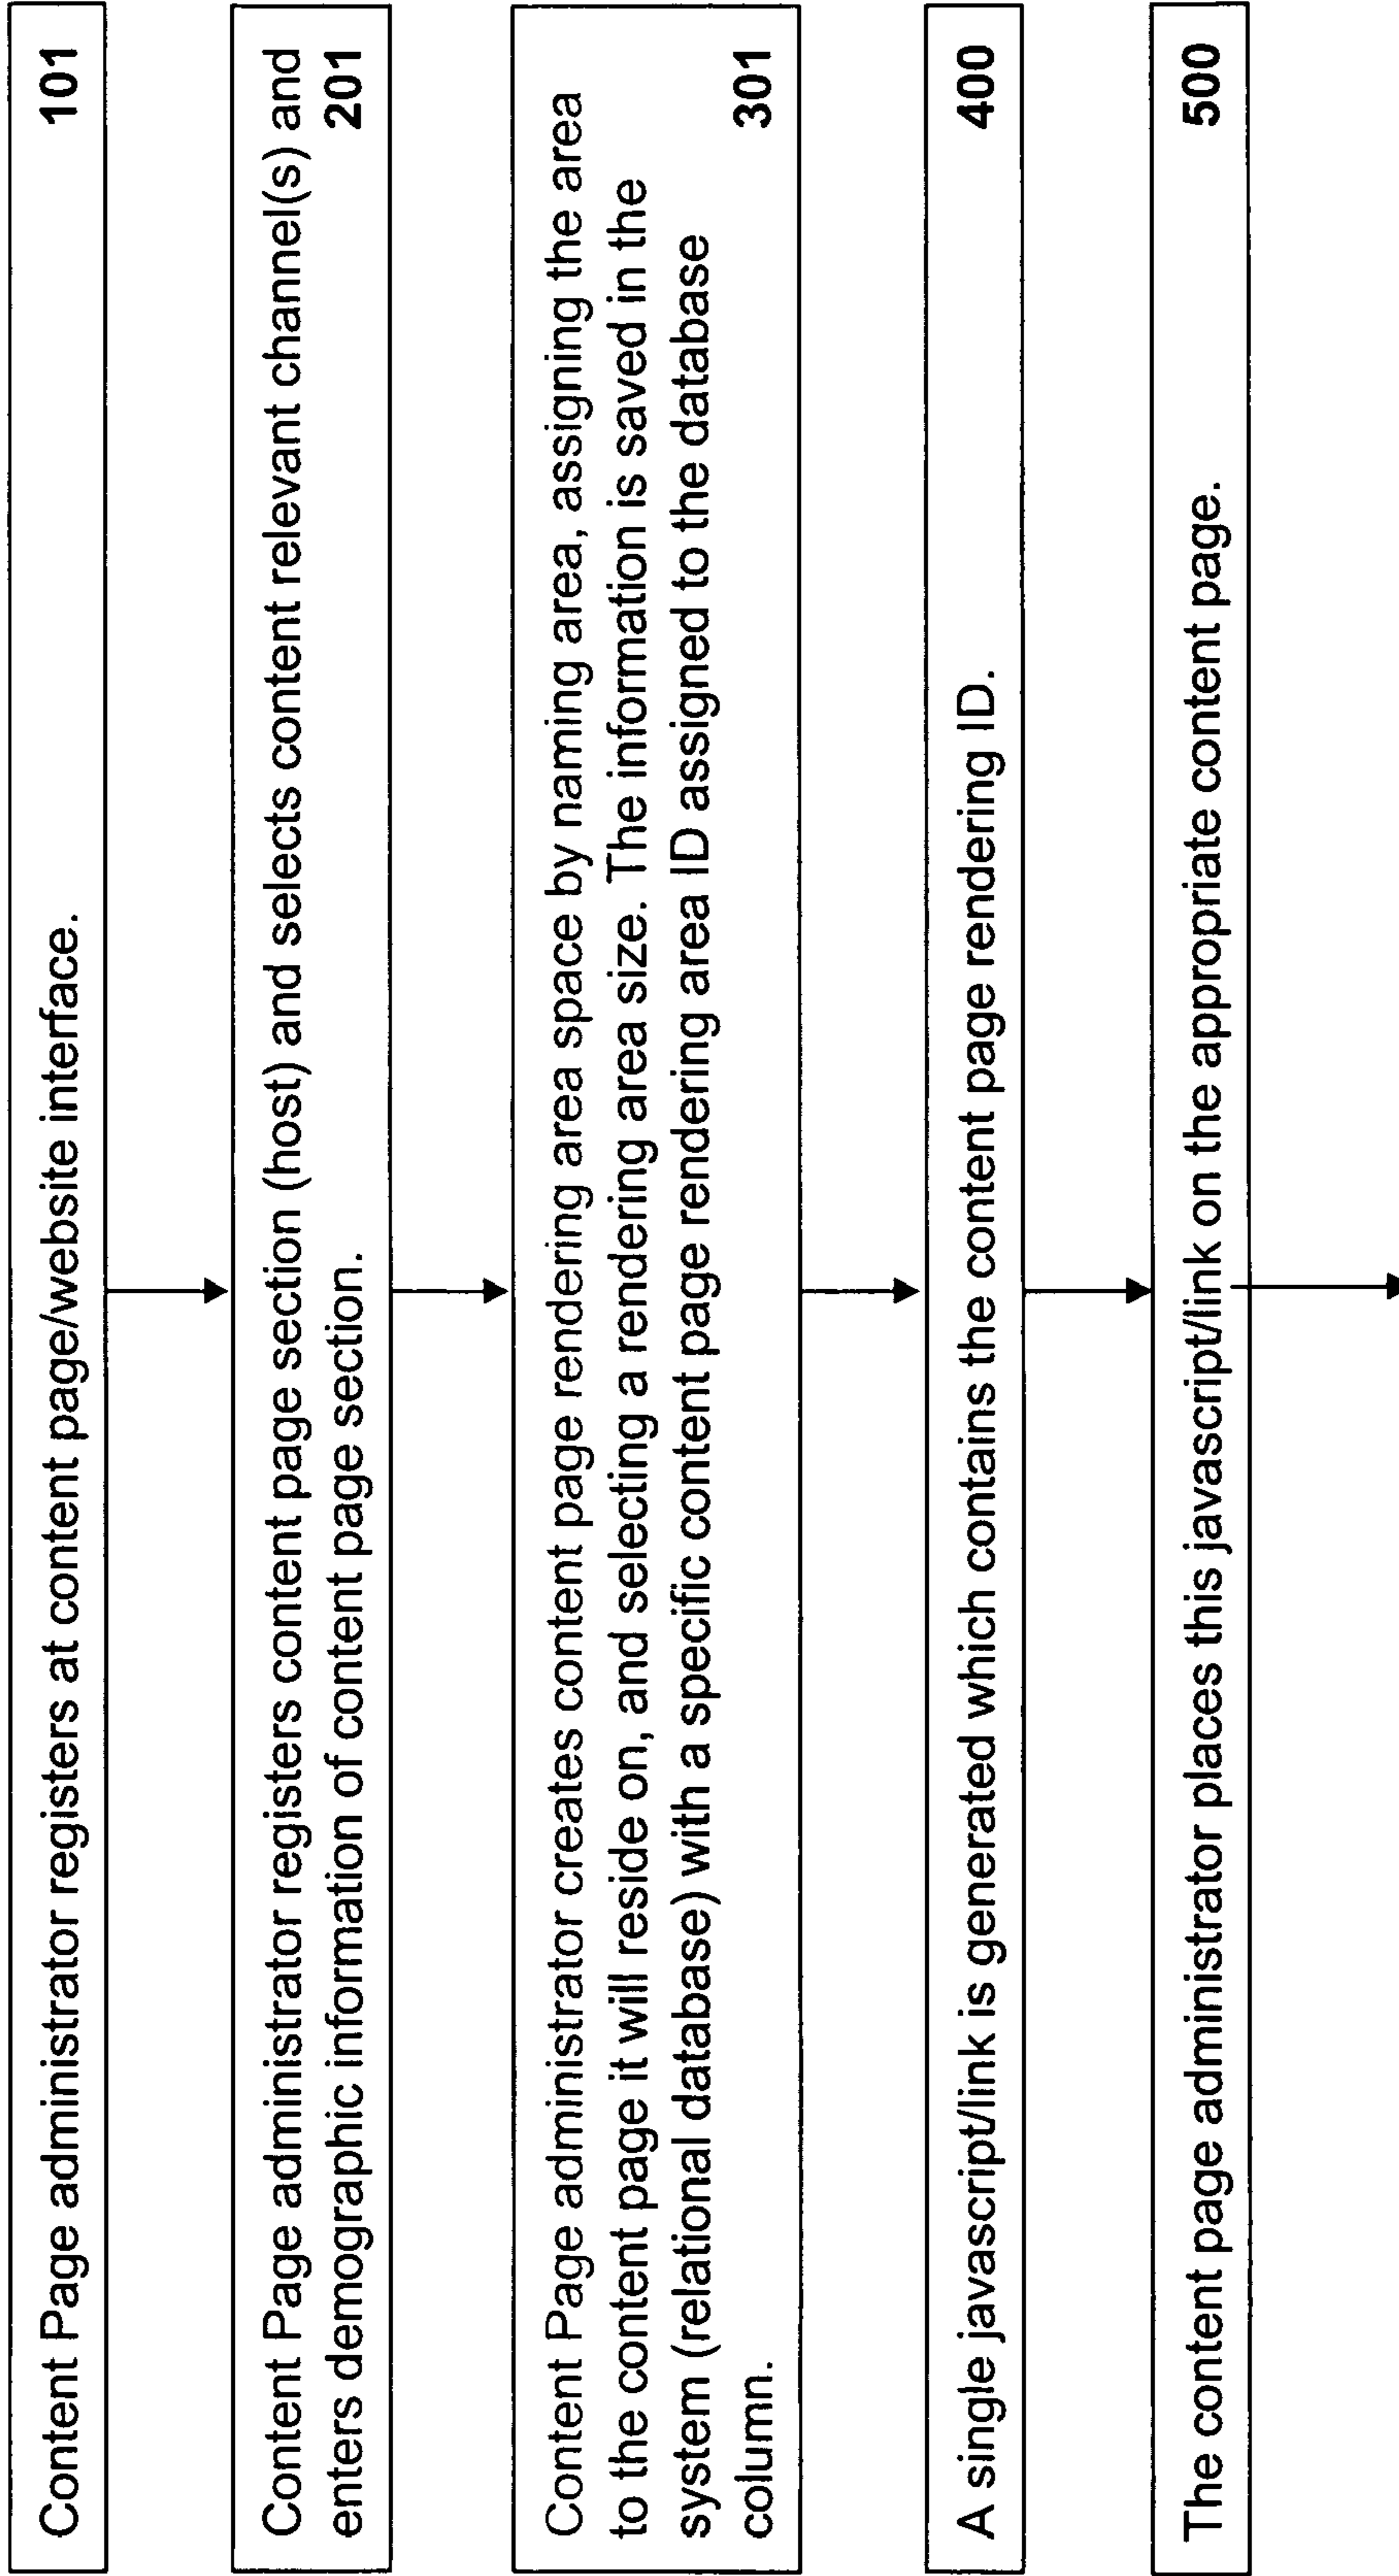 Content Page administrator registers at content page/website interface. 101
Content Page administrator registers content page section (host) and selects content relevant channel(s) and
enters demographic information of content page section. 201
Content Page administrator creates content page rendering area space by naming area, assigning the area
to the content page it will reside on, and selecting a rendering area size. The information is saved in the
system (relational database) with a specific content page rendering area ID assigned to the database
column. 301
A single javascript/link is generated which contains the content page rendering ID. 400
The content page administrator places this javascript/link on the appropriate content page. 500